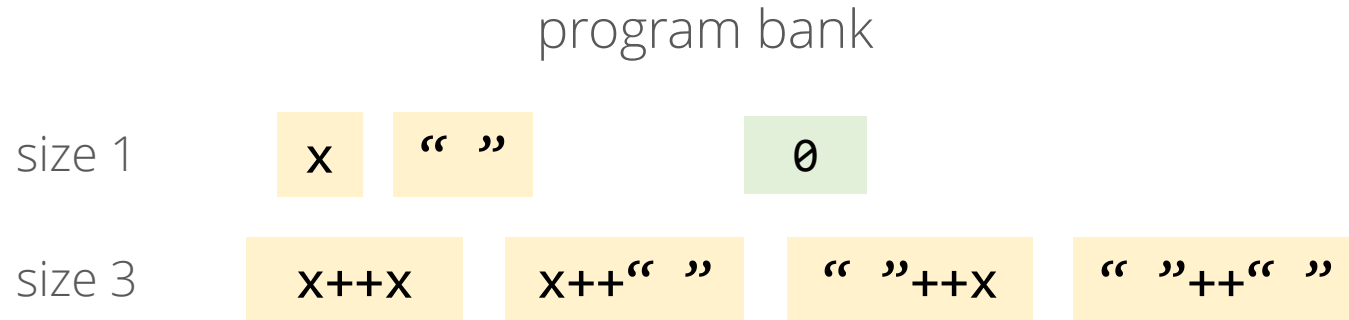 program bank
size 1 x “ ” 0
size 3 x++x x++“ ” “ ”++x “ ”++“ ”